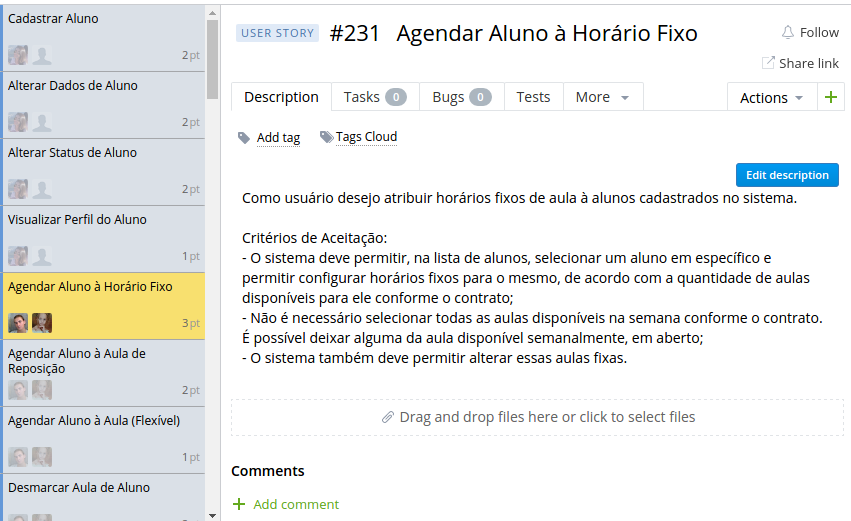 Cadastrar Aluno
2 pt
Alterar Dados de Aluno
2 pt
Alterar Status de Aluno
2 pt
Visualizar Perfil do Aluno
1 pt
Agendar Aluno à Horário Fixo
3 pt
Agendar Aluno à Aula de
Reposição
2 pt
Agendar Aluno à Aula (Flexível)
1 pt
Desmarcar Aula de Aluno
USER STORY #231 Agendar Aluno à Horário Fixo
Follow
Share link
Description Tasks 0 Bugs 0 Tests More Actions +
Add tag Tags Cloud
Edit description
Como usuário desejo atribuir horários fixos de aula à alunos cadastrados no sistema.
Critérios de Aceitação:
- O sistema deve permitir, na lista de alunos, selecionar um aluno em específico e
permitir configurar horários fixos para o mesmo, de acordo com a quantidade de aulas
disponíveis para ele conforme o contrato;
- Não é necessário selecionar todas as aulas disponíveis na semana conforme o contrato.
É possível deixar alguma da aula disponível semanalmente, em aberto;
- O sistema também deve permitir alterar essas aulas fixas.
Drag and drop files here or click to select files
Comments
+ Add comment